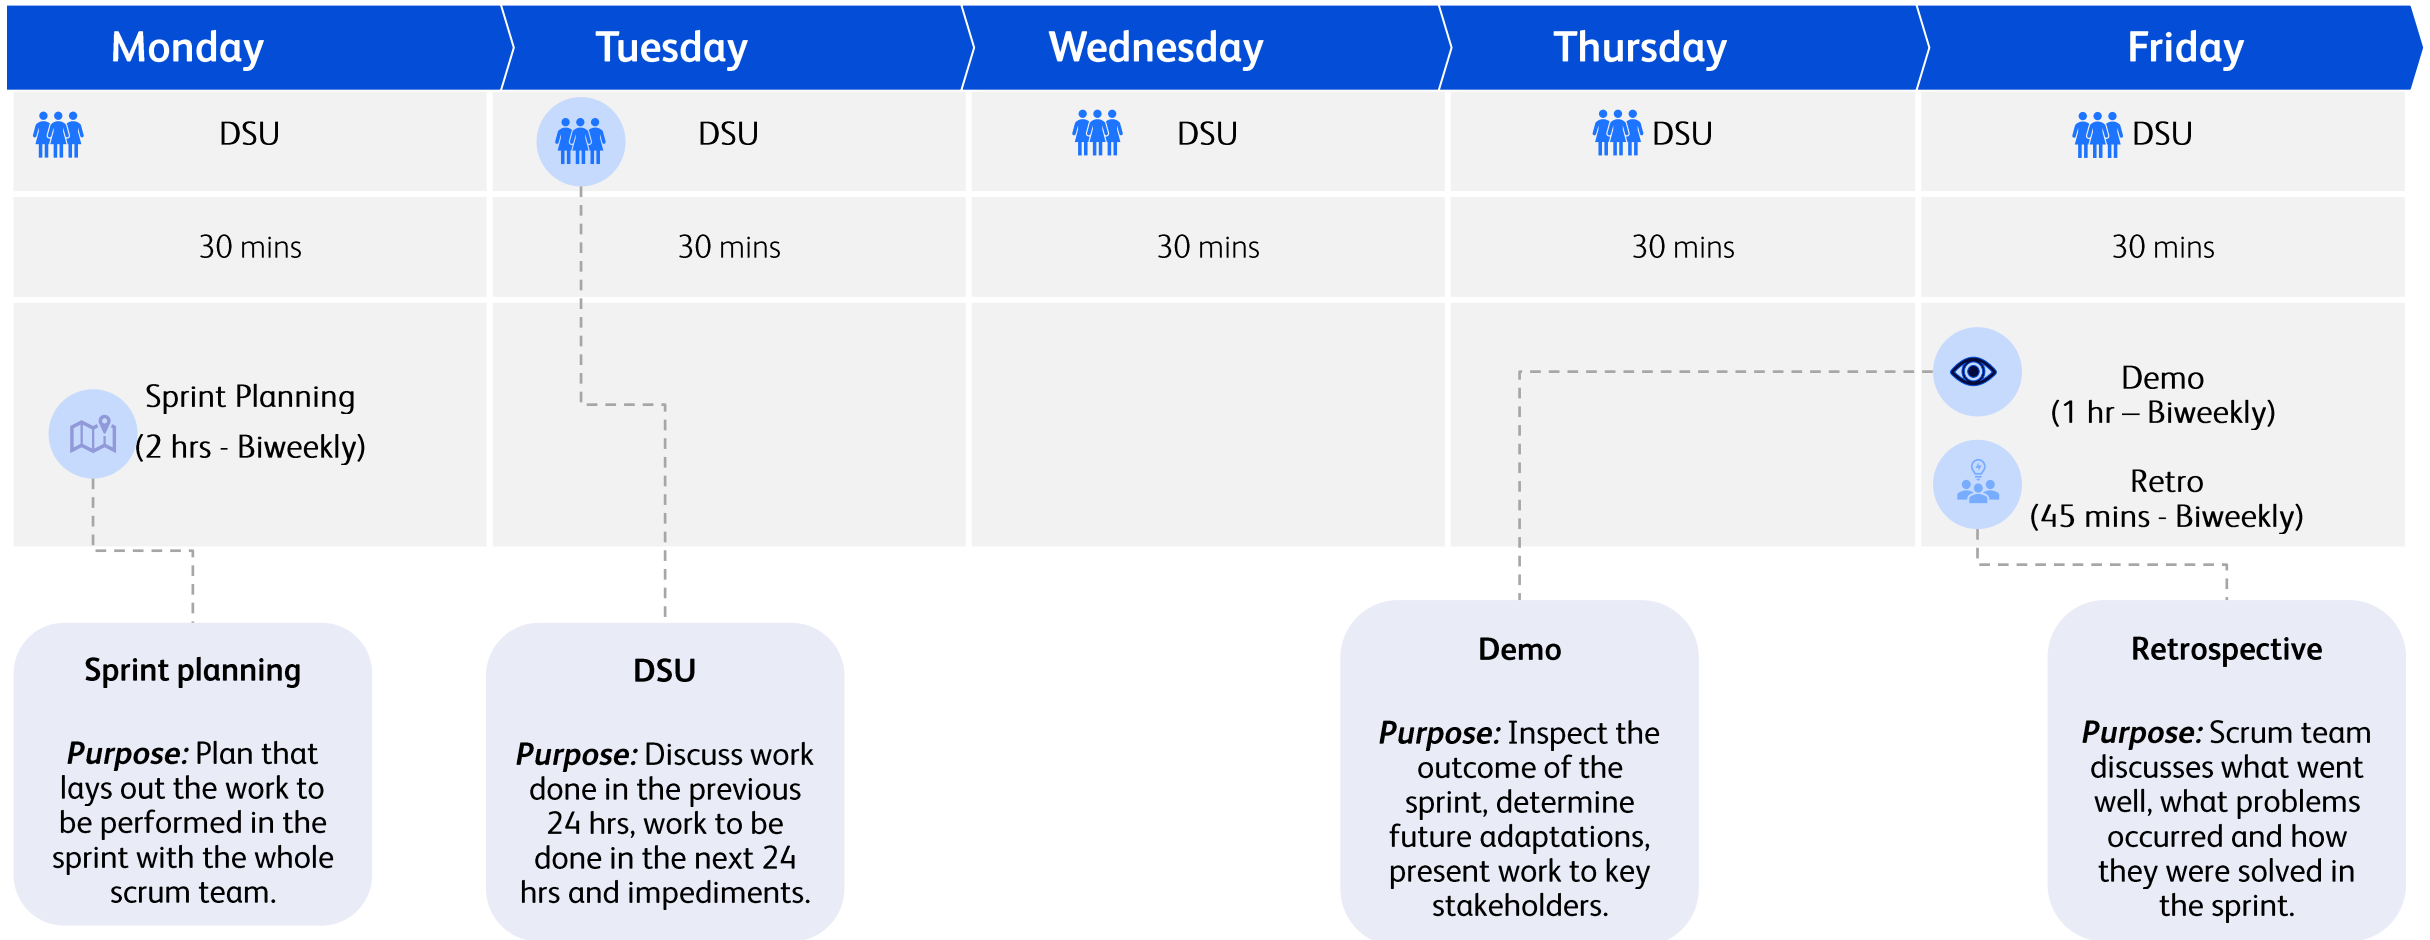 Monday Tuesday Wednesday Thursday Friday
DSU DSU DSU DSU DSU
30 mins 30 mins 30 mins 30 mins 30 mins
Sprint Planning
(2 hrs - Biweekly)
Demo
(1 hr – Biweekly)
Retro
(45 mins - Biweekly)
Sprint planning
Purpose: Plan that
lays out the work to
be performed in the
sprint with the whole
scrum team.
DSU
Purpose: Discuss work
done in the previous
24 hrs, work to be
done in the next 24
hrs and impediments.
Demo
Purpose: Inspect the
outcome of the
sprint, determine
future adaptations,
present work to key
stakeholders.
Retrospective
Purpose: Scrum team
discusses what went
well, what problems
occurred and how
they were solved in
the sprint.